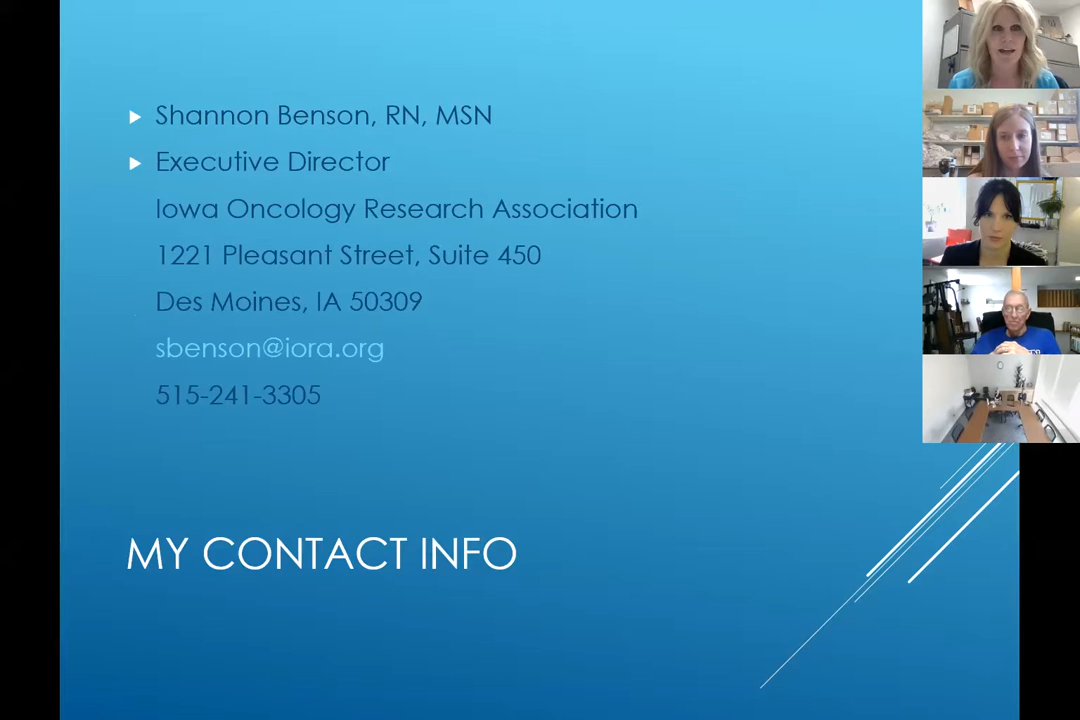 Shannon Benson, RN, MSN
Executive Director
Iowa Oncology Research Association
1221 Pleasant Street, Suite 450
Des Moines, IA 50309
sbenson@iora.org
515-241-3305
MY CONTACT INFO